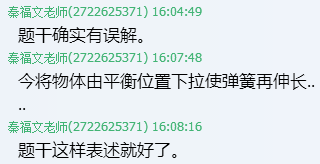 秦福文老师(2722625371) 16:04:49
题干确实有误解。
秦福文老师(2722625371) 16:07:48
今将物体由平衡位置下拉使弹簧再伸长..
..
秦福文老师(2722625371) 16:08:16
题干这样表述就好了。